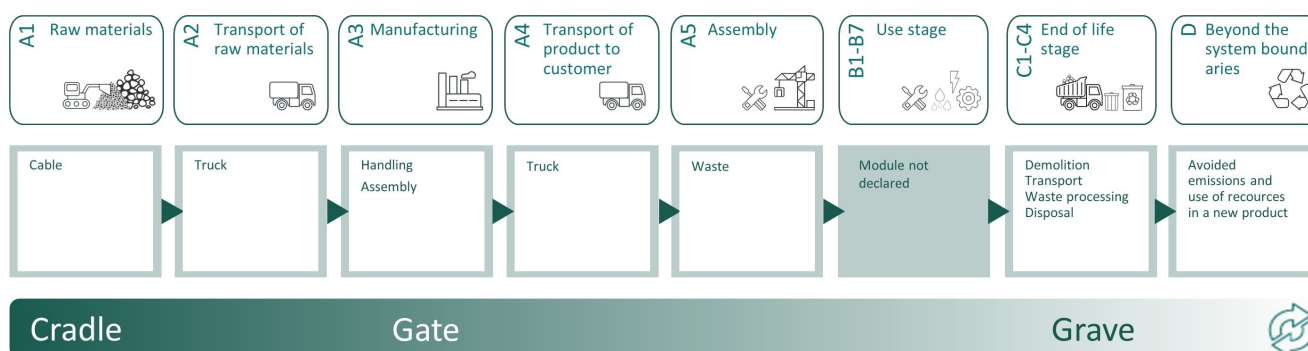 A1 Raw materials
A2 Transport of
raw materials
A3 Manufacturing
A4 Transport of
product to
customer
A5 Assembly
B1-B7 Use stage
C1-C4 End of life
stage
D Beyond the
system bound
aries
Cable
Truck
Handling
Assembly
Truck
Waste
Module not
declared
Demolition
Transport
Waste processing
Disposal
Avoided
emissions and
use of recources
in a new product
Cradle
Gate
Grave